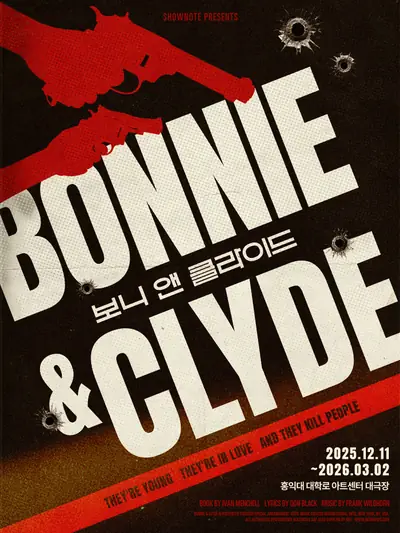 SHOWNOTE PRESENTS
BONNIE
보니 앤 클라이드
& CLYDE
THEY'RE YOUNG THEY'RE IN LOVE AND THEY KILL PEOPLE
2025.12.11
~2026.03.02
홍익대 대학로 아트센터 대극장
BOOK BY IVAN MENCHELL LYRICS BY DON BLACK MUSIC BY FRANK WILDHORN